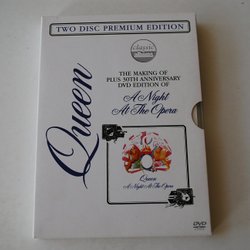 TWO DISC PREMIUM EDITION
Queen
classic
THE MAKING OF
PLUS 30TH ANNIVERSARY
DVD EDITION OF
A Night
At The Opera
Queen
A Night At The Opera
DVD